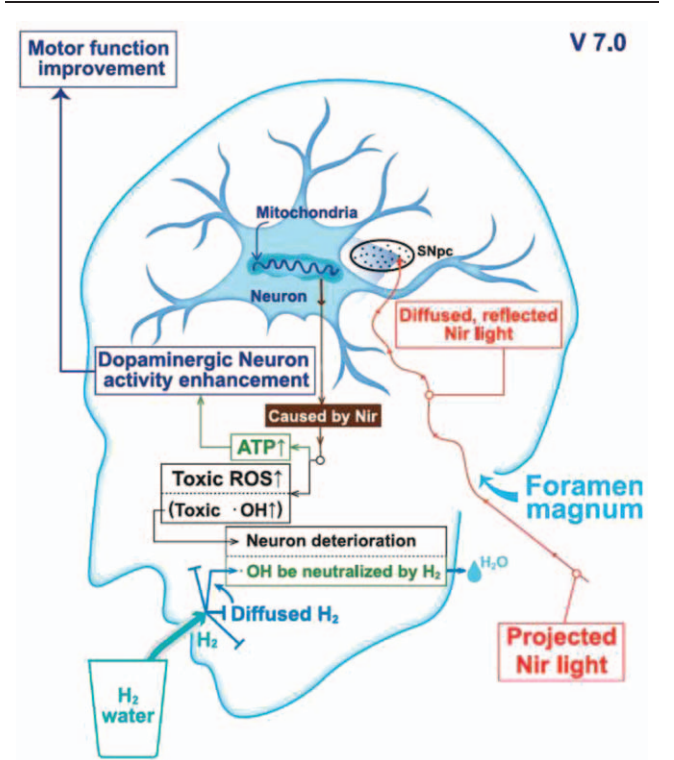 V 7.0
Motor function
improvement
Mitochondria
SNpc
Neuron
Diffused, reflected
Nir light
Dopaminergic Neuron
activity enhancement
Caused by Nir
ATP↑
Toxic ROS↑
(Toxic ·OH↑)
Foramen
magnum
Neuron deterioration
·OH be neutralized by H₂
H₂O
Diffused H₂
H₂
Projected
Nir light
H₂
water